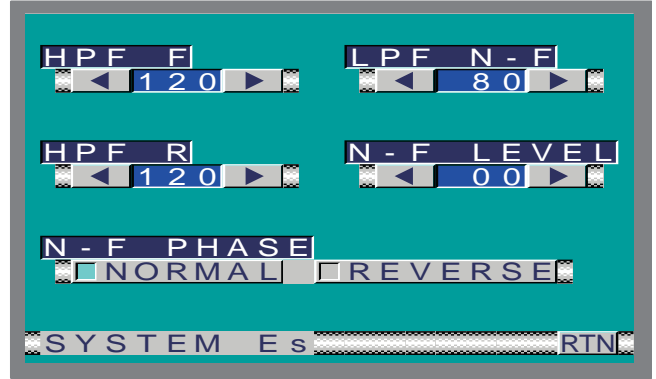 HPF F
LPF N-F
◀ 120 ▶
◀ 80 ▶
HPF R
N-F LEVEL
◀ 120 ▶
◀ 00 ▶
N-F PHASE
NORMAL REVERSE
SYSTEM Es RTN